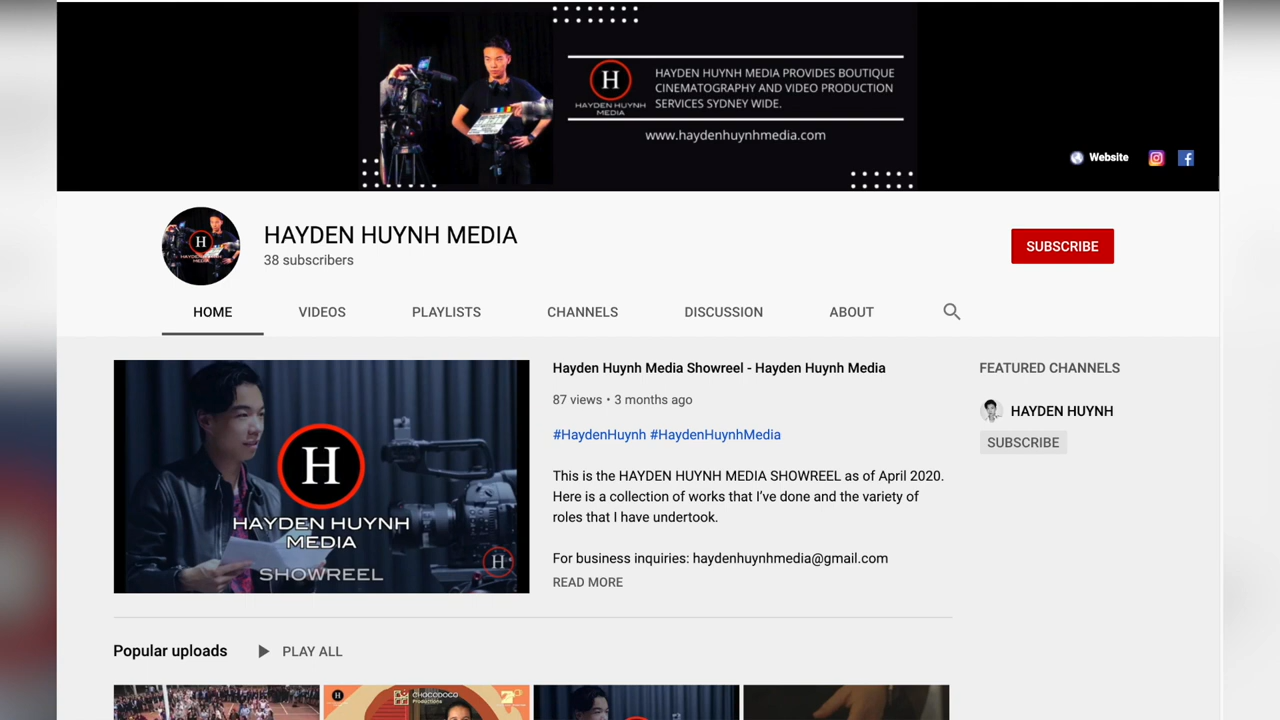 H
HAYDEN HUYNH
MEDIA
HAYDEN HUYNH MEDIA PROVIDES BOUTIQUE
CINEMATOGRAPHY AND VIDEO PRODUCTION
SERVICES SYDNEY WIDE.
www.haydenhuynhmedia.com
Website
H
HAYDEN HUYNH MEDIA
38 subscribers
SUBSCRIBE
HOME
VIDEOS
PLAYLISTS
CHANNELS
DISCUSSION
ABOUT
H
HAYDEN HUYNH
MEDIA
SHOWREEL
H
Hayden Huynh Media Showreel - Hayden Huynh Media
87 views • 3 months ago
#HaydenHuynh #HaydenHuynhMedia
This is the HAYDEN HUYNH MEDIA SHOWREEL as of April 2020.
Here is a collection of works that I've done and the variety of
roles that I have undertook.
For business inquiries: haydenhuynhmedia@gmail.com
READ MORE
FEATURED CHANNELS
HAYDEN HUYNH
SUBSCRIBE
Popular uploads
PLAY ALL
H
CHOCODOCO
Productions